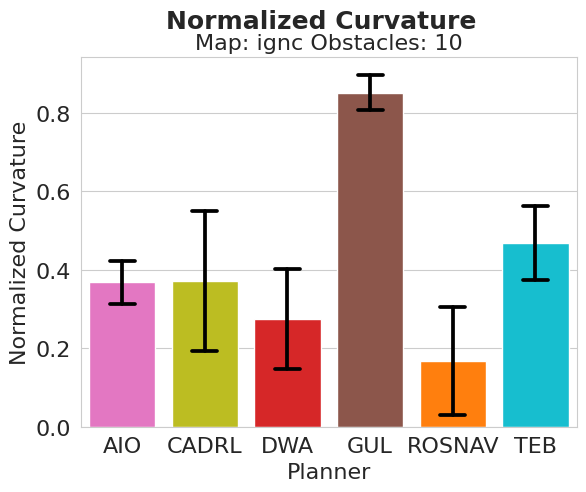 Normalized Curvature
Map: ignc Obstacles: 10
Normalized Curvature
0.8
0.6
0.4
0.2
0.0
AIO CADRL DWA GUL ROSNAV TEB
Planner